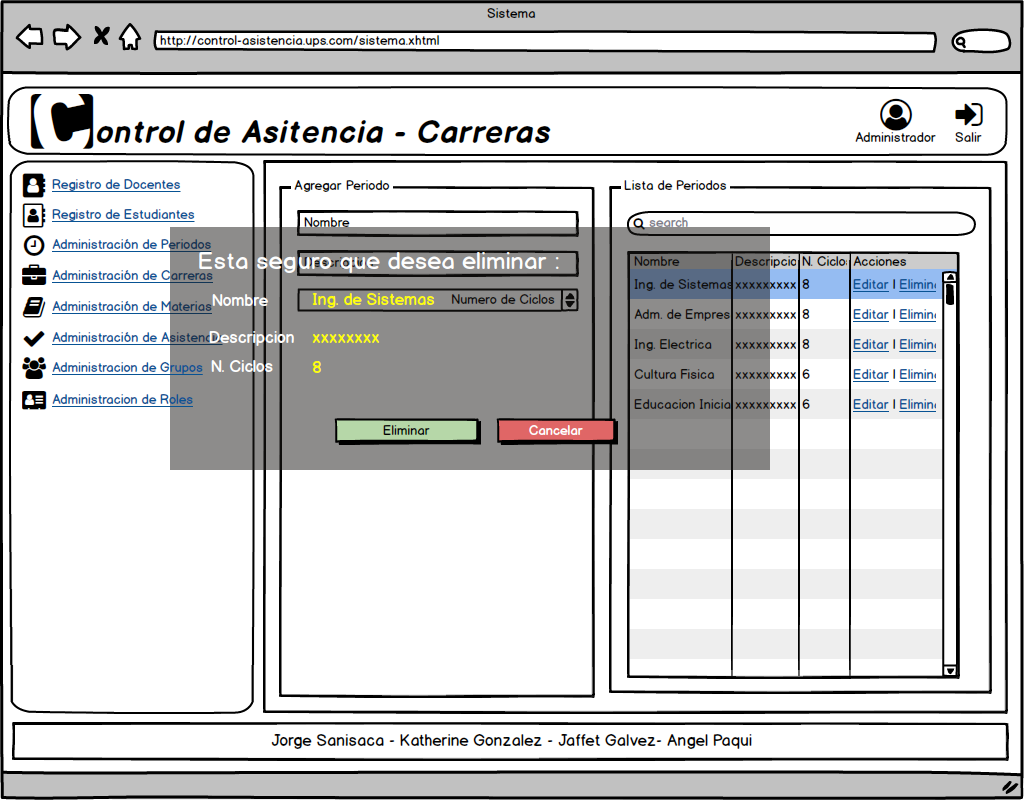 Sistema
http://control-asistencia.ups.com/sistema.xhtml
Control de Asitencia - Carreras
Administrador
Salir
Registro de Docentes
Registro de Estudiantes
Administración de Periodos
Administración de Carreras
Administración de Materias
Administración de Asistencia
Administracion de Grupos
Administracion de Roles
Agregar Periodo
Nombre
Descripcion
Numero de Ciclos
Esta seguro que desea eliminar :
Nombre Ing. de Sistemas
Descripcion xxxxxxxx
N. Ciclos 8
Eliminar Cancelar
Lista de Periodos
search
Nombre Descripcio N. Ciclos Acciones
Ing. de Sistemas xxxxxxxxx 8 Editar | Elimin
Adm. de Empres xxxxxxxxx 8 Editar | Elimin
Ing. Electrica xxxxxxxxx 8 Editar | Elimin
Cultura Fisica xxxxxxxxx 6 Editar | Elimin
Educacion Inicia xxxxxxxxx 6 Editar | Elimin
Jorge Sanisaca - Katherine Gonzalez - Jaffet Galvez- Angel Paqui